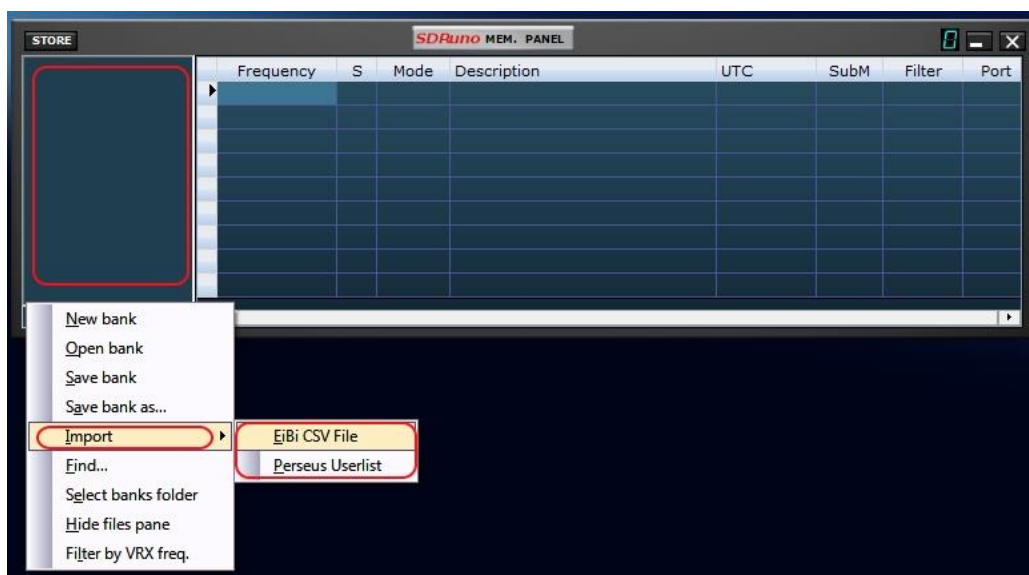 STORE
SDRuno MEM. PANEL
Frequency S Mode Description UTC SubM Filter Port
New bank
Open bank
Save bank
Save bank as...
Import
EiBi CSV File
Find...
Perseus Userlist
Select banks folder
Hide files pane
Filter by VRX freq.